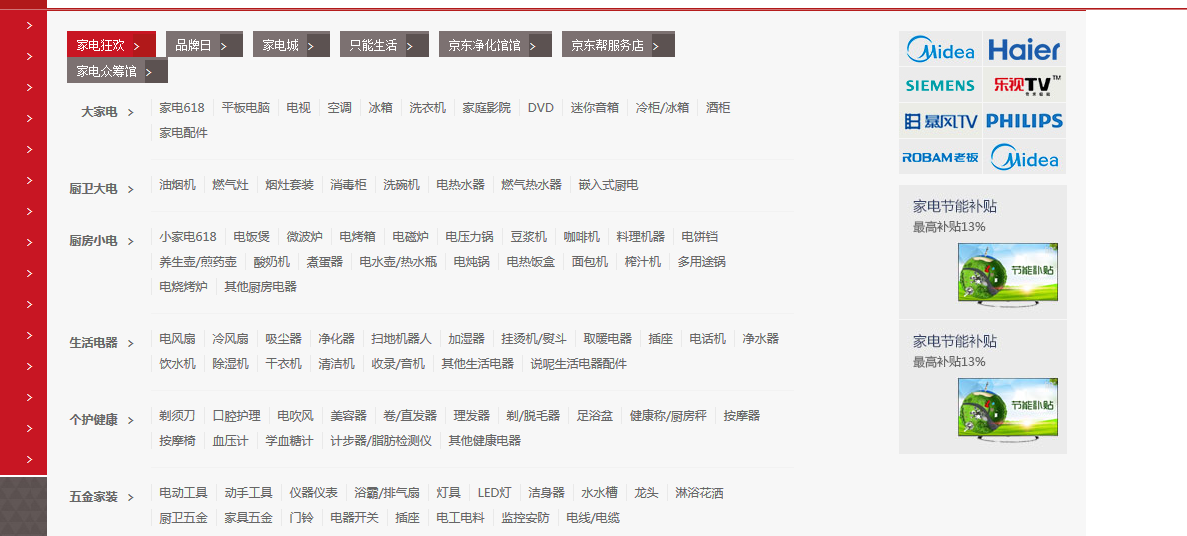 家电狂欢 > 品牌日 > 家电城 > 只能生活 > 京东净化馆馆 > 京东帮服务店 >
家电众筹馆 >
大家电 > 家电618 平板电脑 电视 空调 冰箱 洗衣机 家庭影院 DVD 迷你音箱 冷柜/冰箱 酒柜
家电配件
厨卫大电 > 油烟机 燃气灶 烟灶套装 消毒柜 洗碗机 电热水器 燃气热水器 嵌入式厨电
厨房小电 > 小家电618 电饭煲 微波炉 电烤箱 电磁炉 电压力锅 豆浆机 咖啡机 料理机器 电饼铛
养生壶/煎药壶 酸奶机 煮蛋器 电水壶/热水瓶 电炖锅 电热饭盒 面包机 榨汁机 多用途锅
电烧烤炉 其他厨房电器
生活电器 > 电风扇 冷风扇 吸尘器 净化器 扫地机器人 加湿器 挂烫机/熨斗 取暖电器 插座 电话机 净水器
饮水机 除湿机 干衣机 清洁机 收录/音机 其他生活电器 说呢生活电器配件
个护健康 > 剃须刀 口腔护理 电吹风 美容器 卷/直发器 理发器 剃/脱毛器 足浴盆 健康称/厨房秤 按摩器
按摩椅 血压计 学血糖计 计步器/脂肪检测仪 其他健康电器
五金家装 > 电动工具 动手工具 仪器仪表 浴霸/排气扇 灯具 LED灯 洁身器 水水槽 龙头 淋浴花洒
厨卫五金 家具五金 门铃 电器开关 插座 电工电料 监控安防 电线/电缆
Midea Haier
SIEMENS 乐视TV™
暴风TV PHILIPS
ROBAM老板 Midea
家电节能补贴
最高补贴13%
节能补贴
家电节能补贴
最高补贴13%
节能补贴